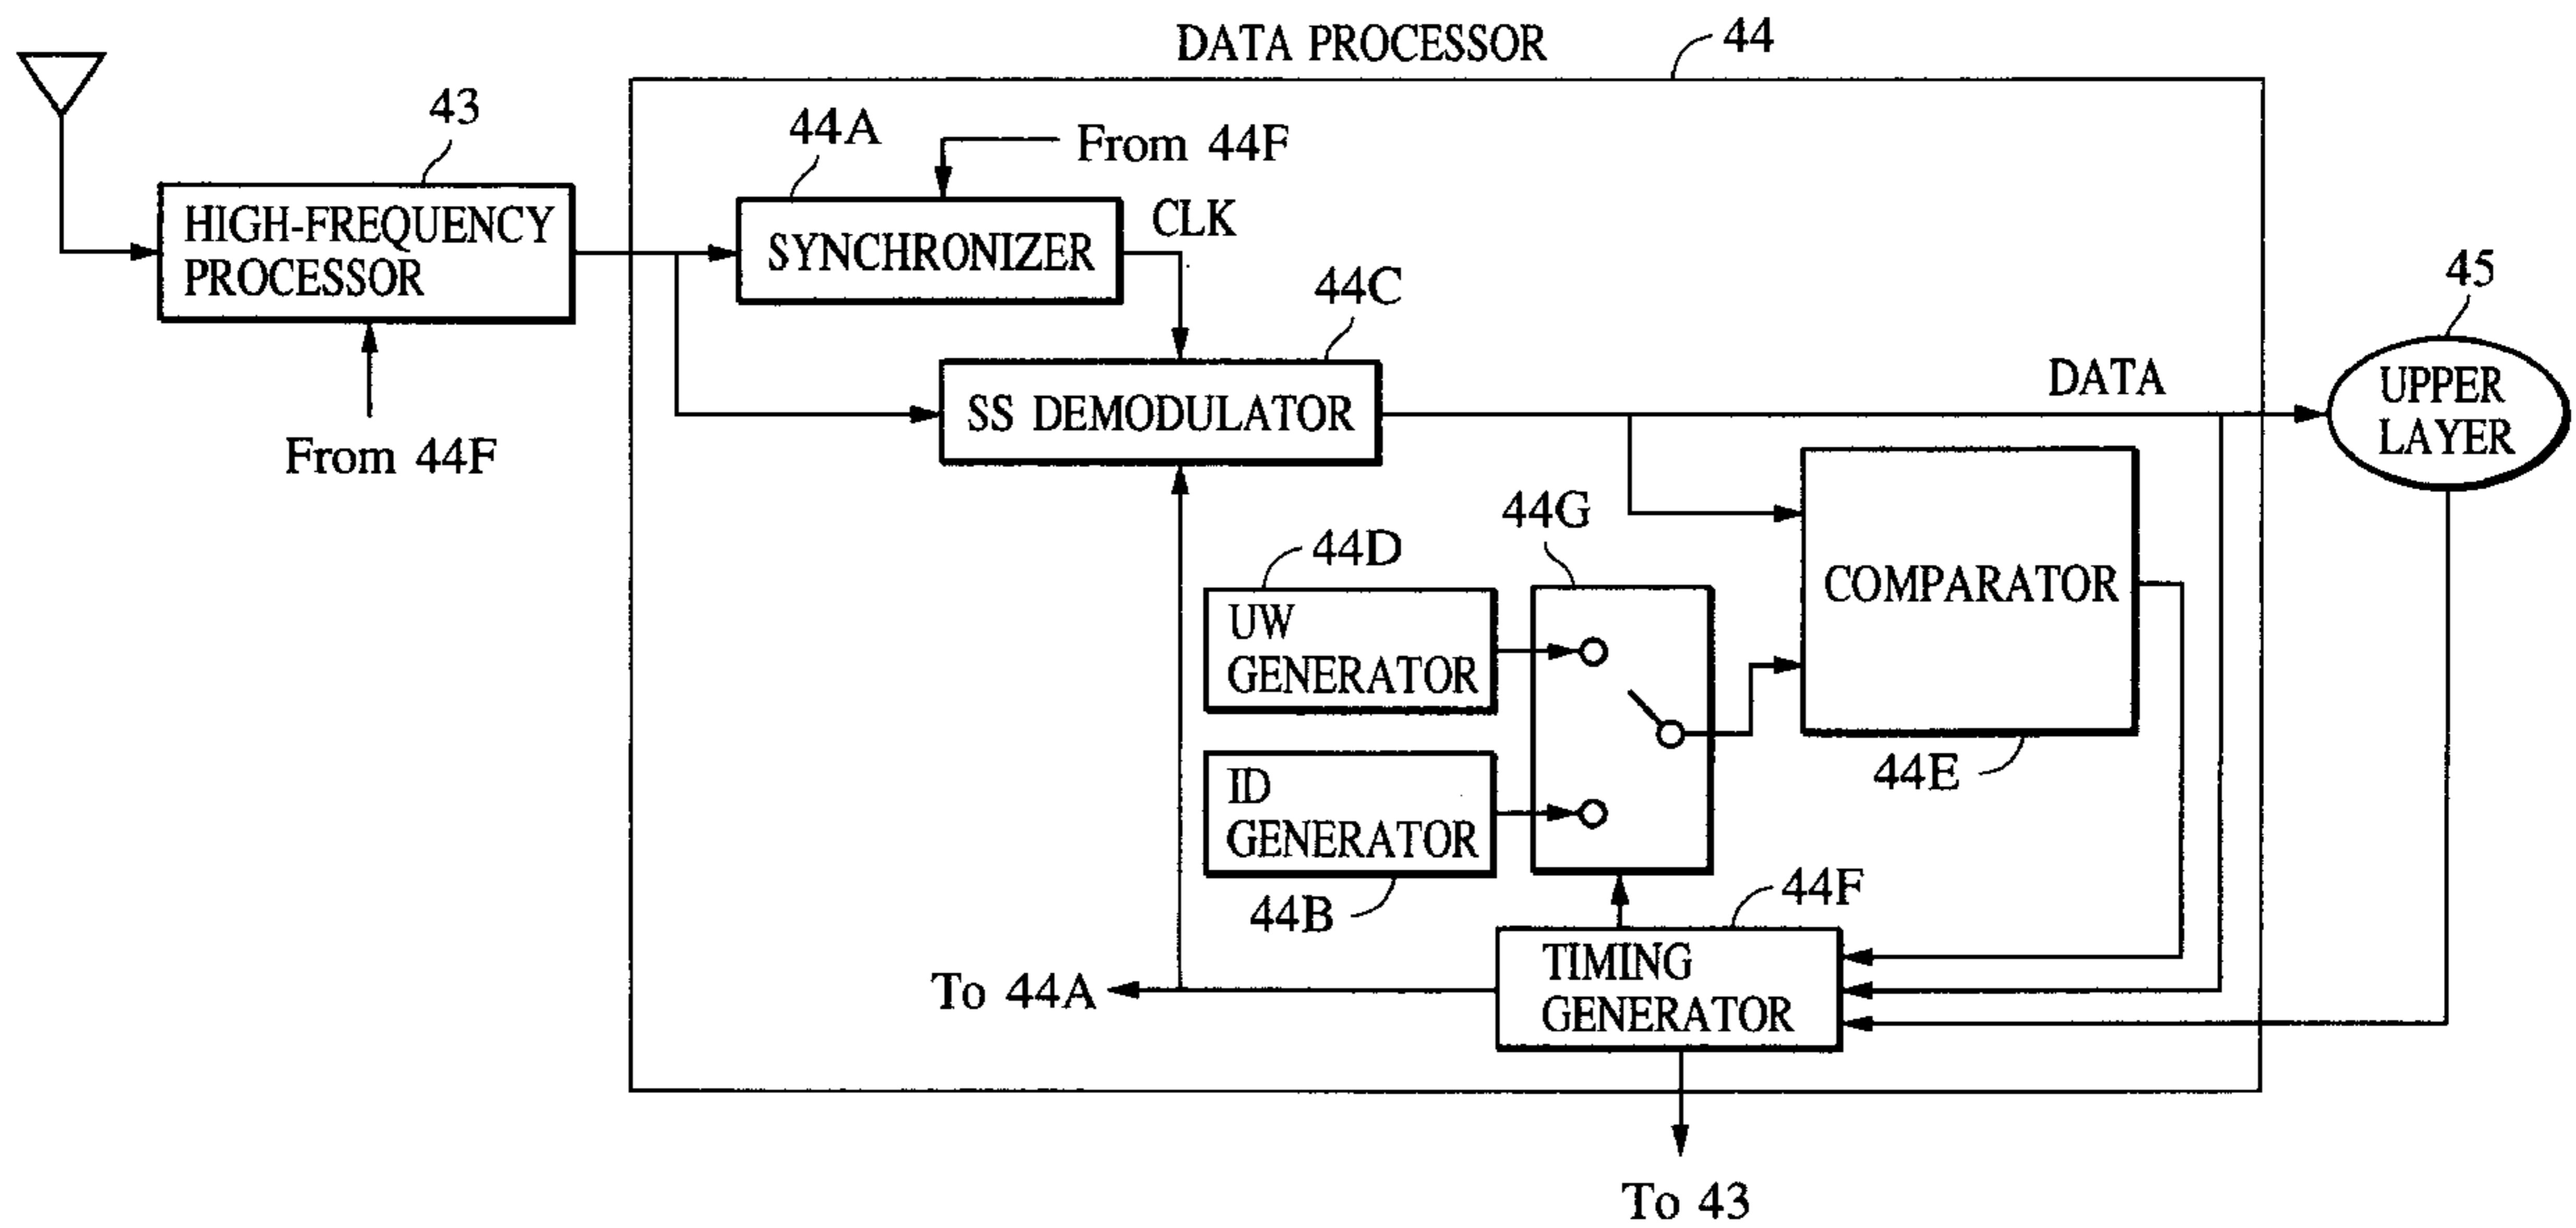 DATA PROCESSOR
44
43
44A
From 44F
HIGH-FREQUENCY
PROCESSOR
SYNCHRONIZER
CLK
44C
45
From 44F
SS DEMODULATOR
DATA
UPPER
LAYER
44D
44G
UW
GENERATOR
COMPARATOR
44E
ID
GENERATOR
44B
44F
TIMING
GENERATOR
To 44A
To 43